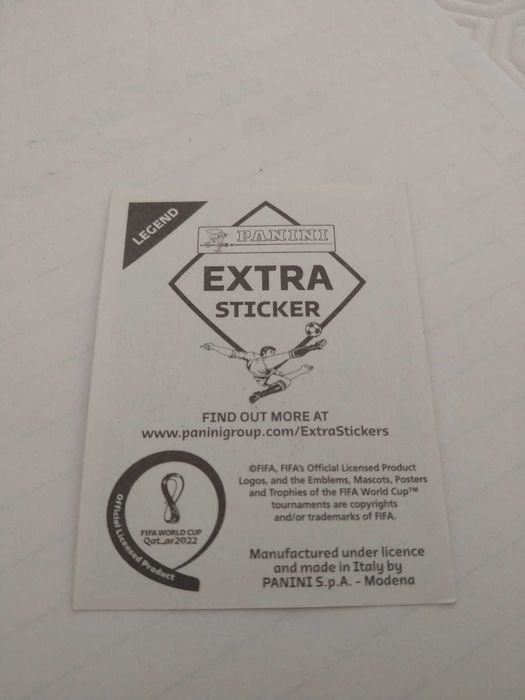 LEGEND
PANINI
EXTRA
STICKER
FIND OUT MORE AT
www.paninigroup.com/ExtraStickers
Official Licensed Product
FIFA WORLD CUP
Qatar2022
©FIFA, FIFA's Official Licensed Product
Logos, and the Emblems, Mascots, Posters
and Trophies of the FIFA World Cup™
tournaments are copyrights
and/or trademarks of FIFA.
Manufactured under licence
and made in Italy by
PANINI S.p.A. - Modena